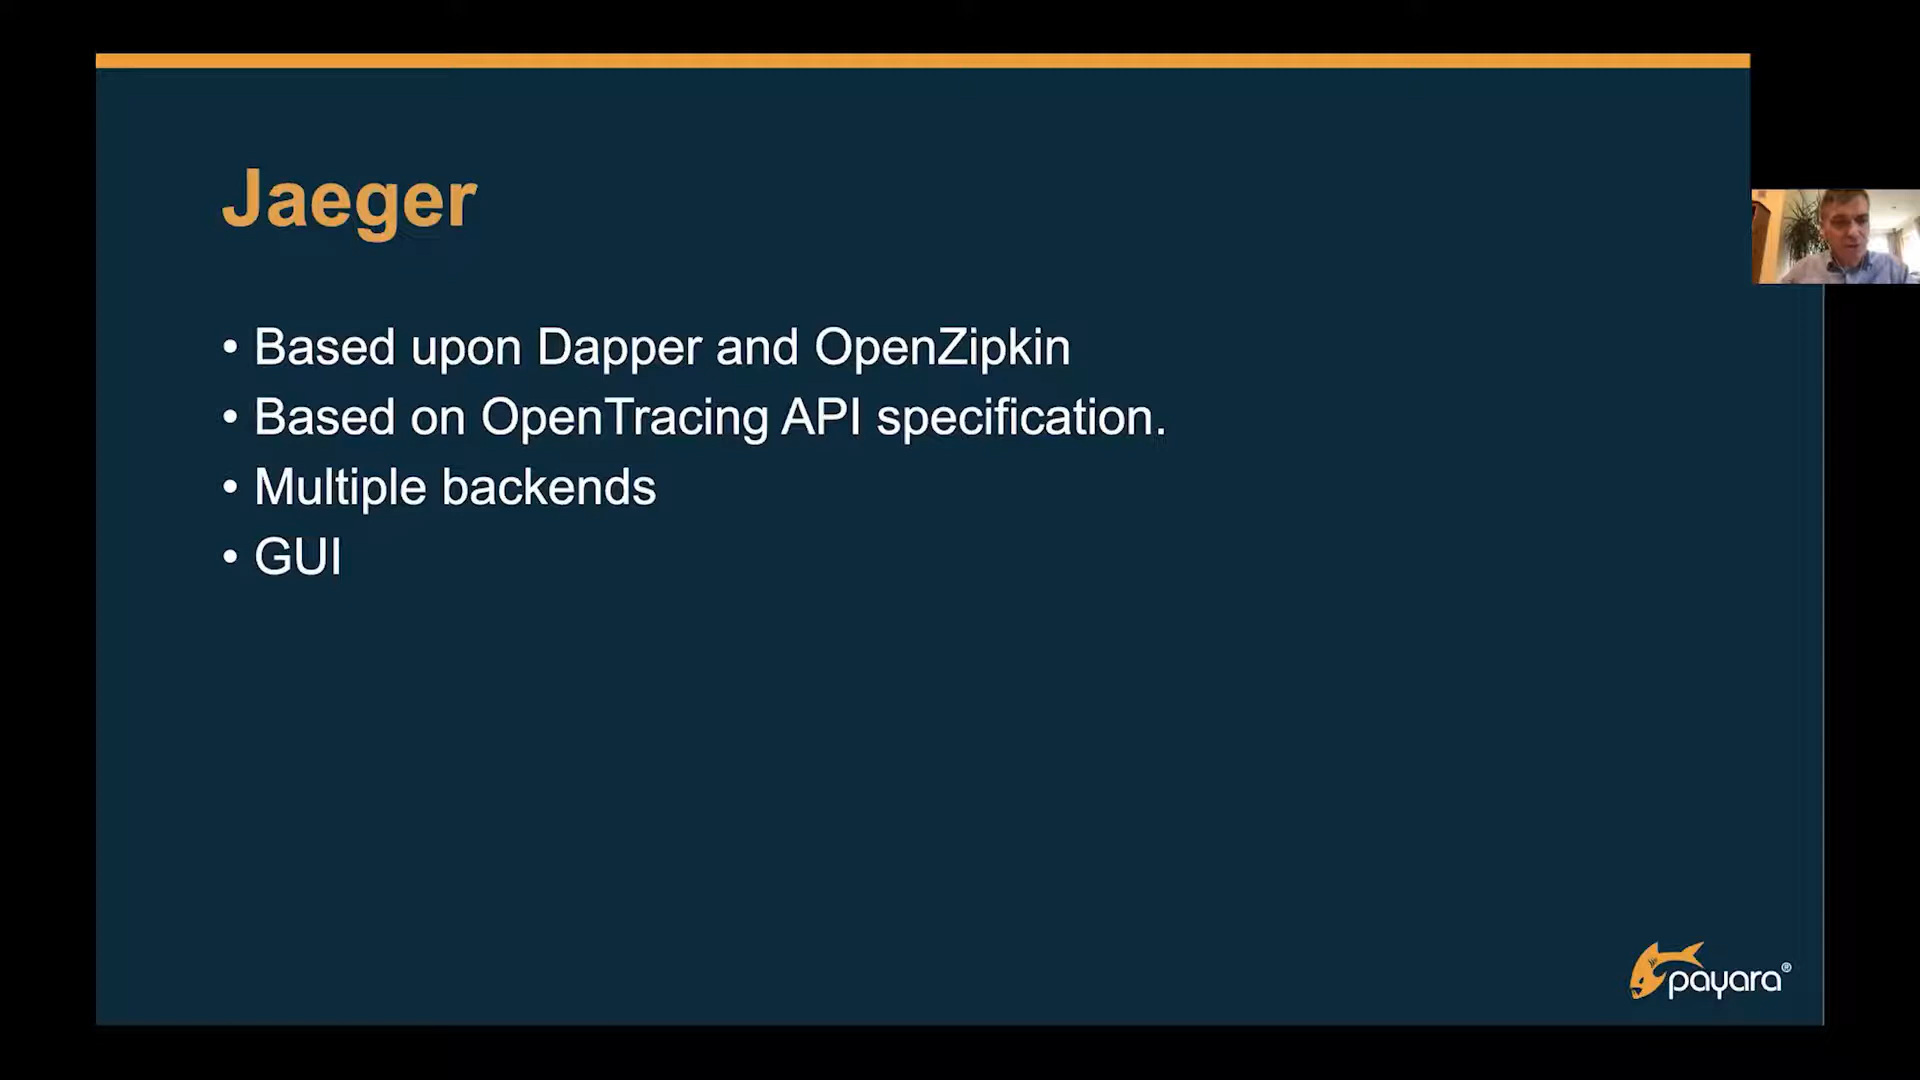 Jaeger
• Based upon Dapper and OpenZipkin
• Based on OpenTracing API specification.
• Multiple backends
• GUI
payara®